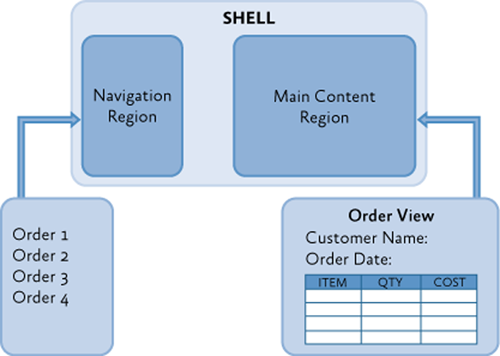 SHELL
Navigation
Region
Main Content
Region
Order 1
Order 2
Order 3
Order 4
Order View
Customer Name:
Order Date:
ITEM QTY COST